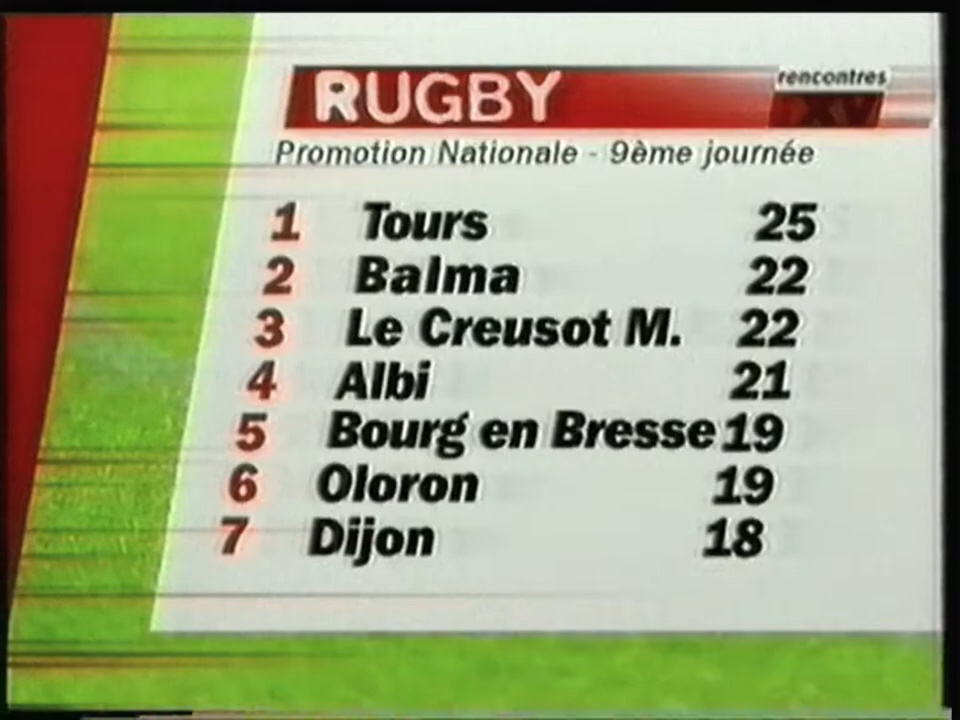 RUGBY
rencontres
XV
Promotion Nationale - 9ème journée
1 Tours 25
2 Balma 22
3 Le Creusot M. 22
4 Albi 21
5 Bourg en Bresse 19
6 Oloron 19
7 Dijon 18